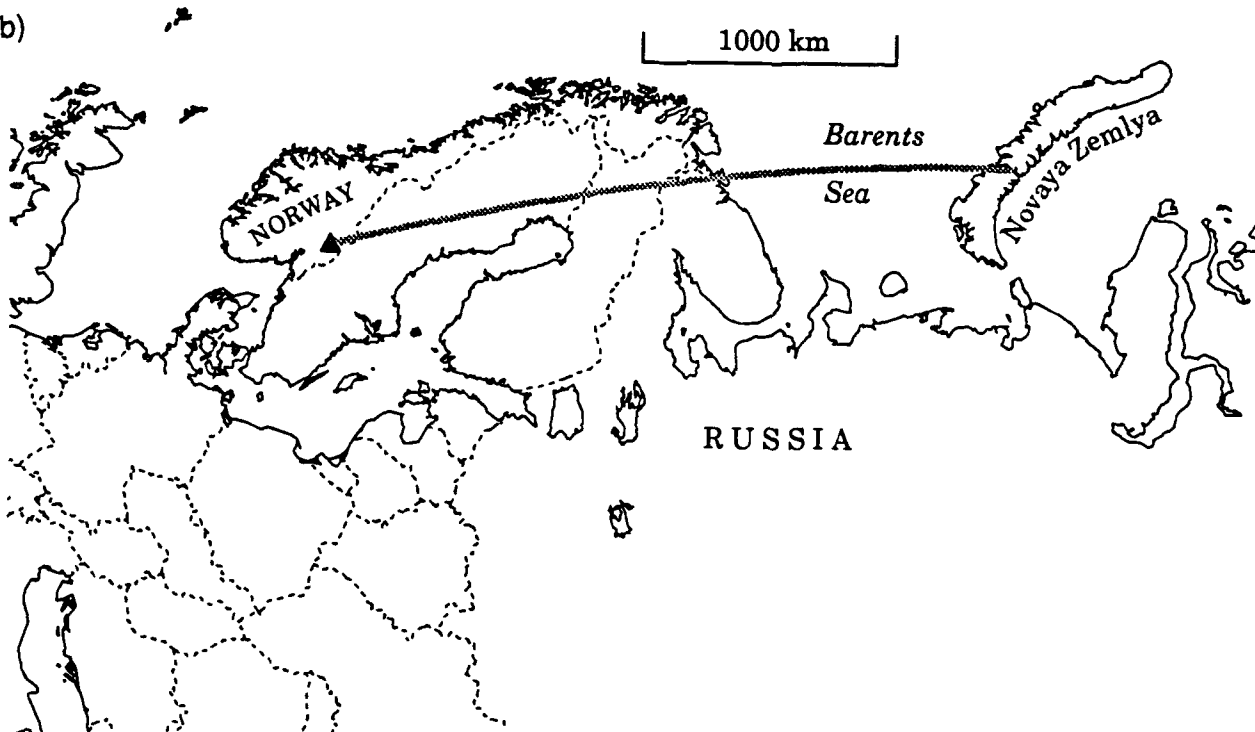 b)
1000 km
Barents
Sea
Novaya Zemlya
NORWAY
RUSSIA